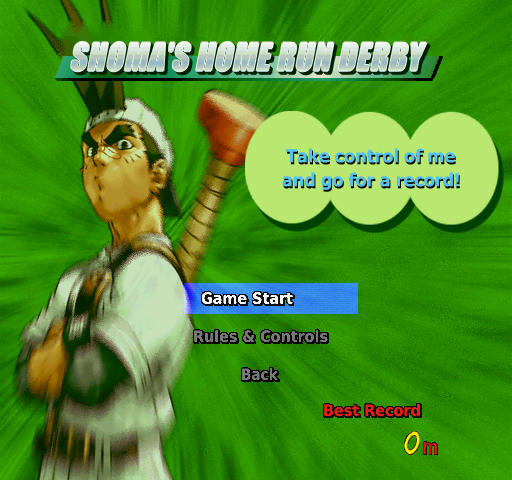 SHOMA'S HOME RUN DERBY
Take control of me
and go for a record!
Game Start
Rules & Controls
Back
Best Record
0m